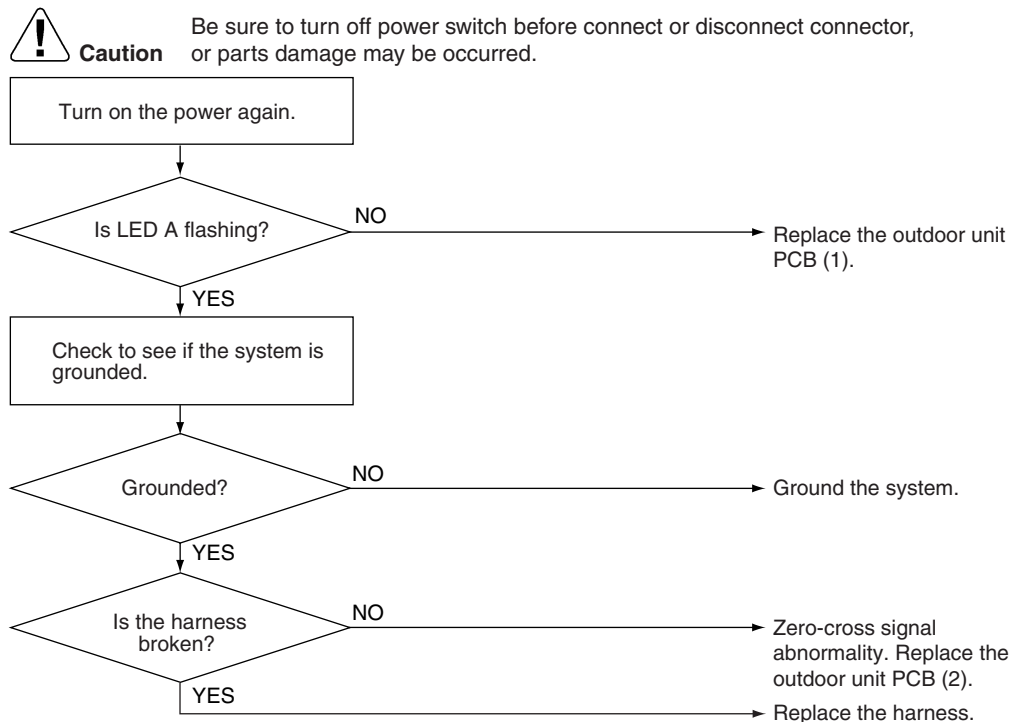 Be sure to turn off power switch before connect or disconnect connector,
Caution or parts damage may be occurred.
Turn on the power again.
Is LED A flashing?
NO
Replace the outdoor unit
PCB (1).
YES
Check to see if the system is
grounded.
Grounded?
NO
Ground the system.
YES
Is the harness
broken?
NO
Zero-cross signal
abnormality. Replace the
outdoor unit PCB (2).
YES
Replace the harness.